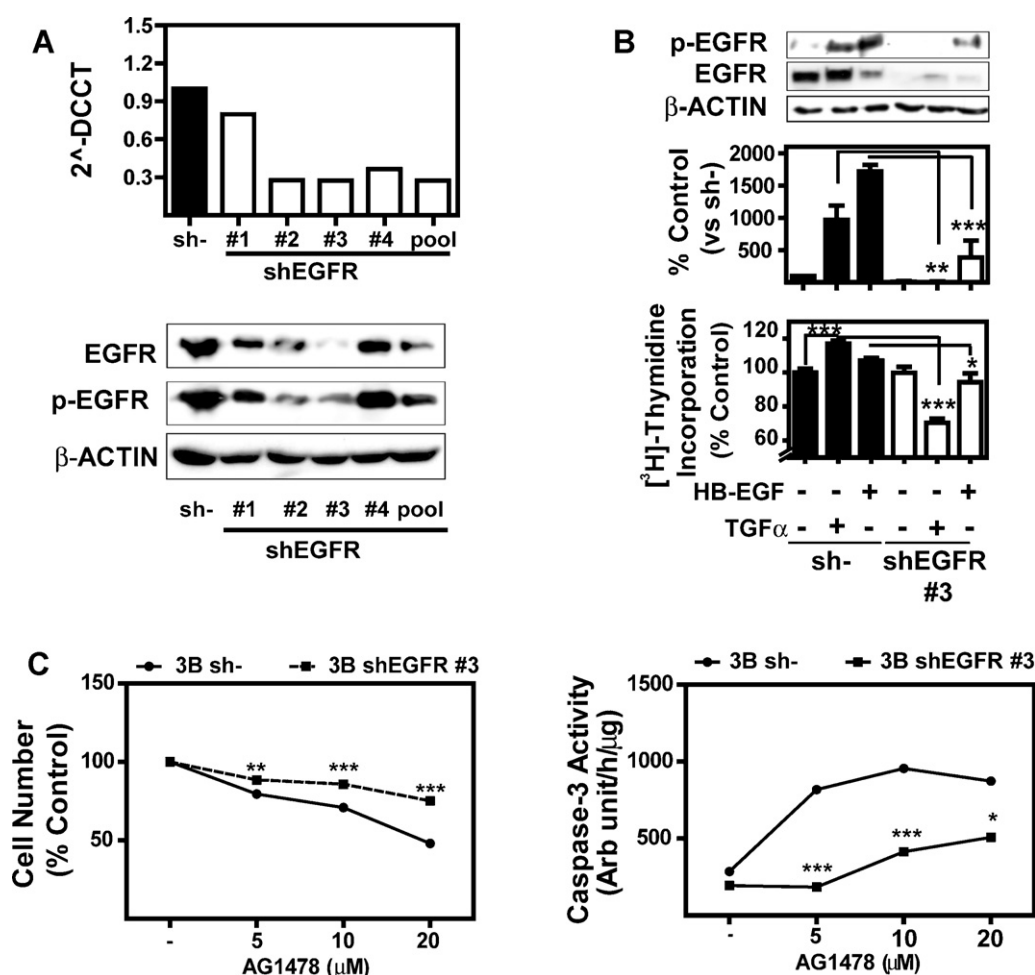 A
2^-DCCT
1.5
1.2
0.9
0.6
0.3
sh- #1 #2 #3 #4 pool
shEGFR
EGFR
p-EGFR
β-ACTIN
sh- #1 #2 #3 #4 pool
shEGFR
B
p-EGFR
EGFR
β-ACTIN
% Control
(vs sh-)
2000
1500
1000
500
** ***
[³H]-Thymidine
Incorporation
(% Control)
120
100
80
60
*** *** *
HB-EGF - - + - - +
TGFα - + - - + -
sh- shEGFR
#3
C
3B sh- 3B shEGFR #3
Cell Number
(% Control)
150
100
50
** *** ***
- 5 10 20
AG1478 (μM)
3B sh- 3B shEGFR #3
Caspase-3 Activity
(Arb unit/h/μg)
1500
1000
500
*** *** *
- 5 10 20
AG1478 (μM)